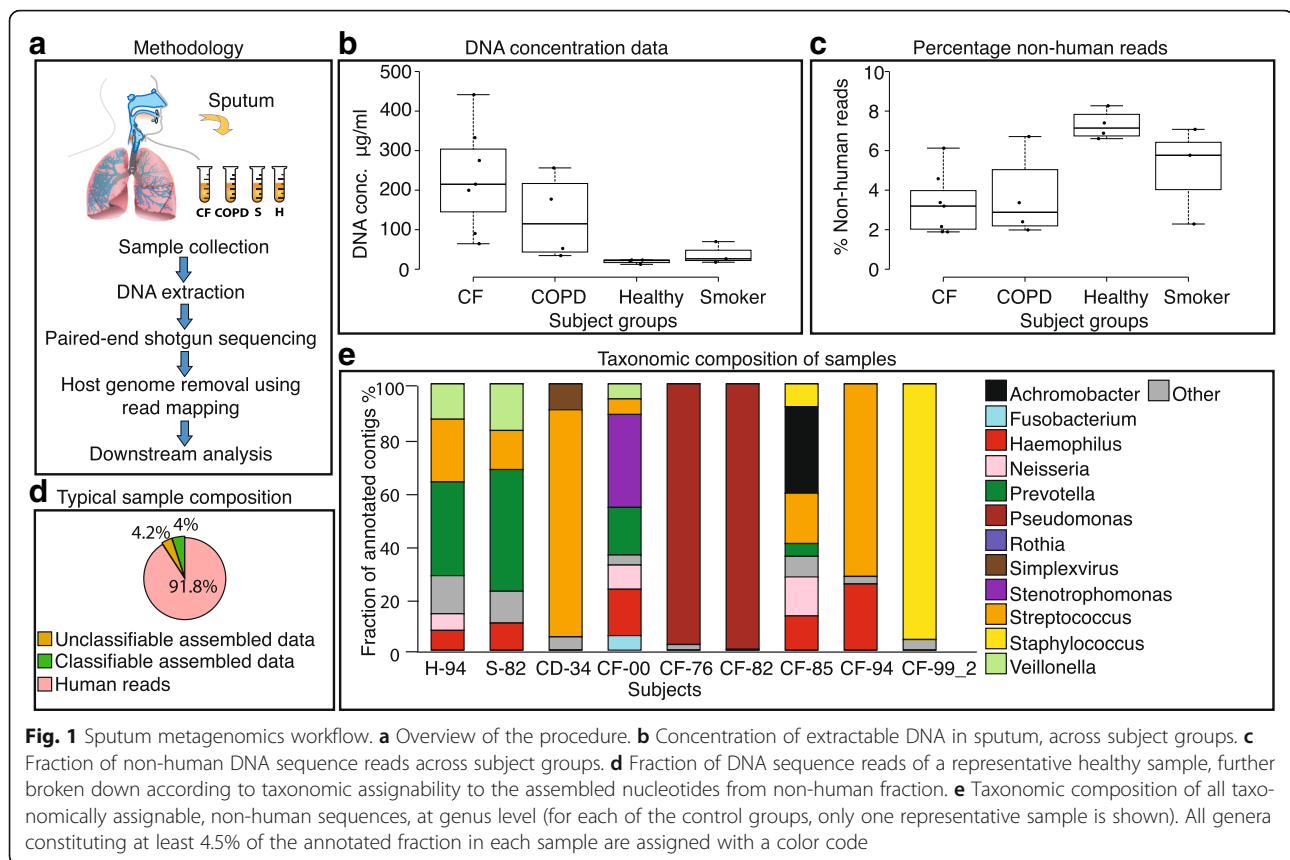 a Methodology
Sputum
CF COPD S H
Sample collection
DNA extraction
Paired-end shotgun sequencing
Host genome removal using
read mapping
Downstream analysis
b DNA concentration data
500
400
300
200
100
0
DNA conc. µg/ml
CF COPD Healthy Smoker
Subject groups
c Percentage non-human reads
10
8
6
4
2
0
% Non-human reads
CF COPD Healthy Smoker
Subject groups
d Typical sample composition
4.2% 4%
91.8%
Unclassifiable assembled data
Classifiable assembled data
Human reads
e Taxonomic composition of samples
100
80
60
40
20
0
Fraction of annotated contigs %
H-94 S-82 CD-34 CF-00 CF-76 CF-82 CF-85 CF-94 CF-99_2
Subjects
Achromobacter Other
Fusobacterium
Haemophilus
Neisseria
Prevotella
Pseudomonas
Rothia
Simplexvirus
Stenotrophomonas
Streptococcus
Staphylococcus
Veillonella
Fig. 1 Sputum metagenomics workflow. a Overview of the procedure. b Concentration of extractable DNA in sputum, across subject groups. c
Fraction of non-human DNA sequence reads across subject groups. d Fraction of DNA sequence reads of a representative healthy sample, further
broken down according to taxonomic assignability to the assembled nucleotides from non-human fraction. e Taxonomic composition of all taxo-
nomically assignable, non-human sequences, at genus level (for each of the control groups, only one representative sample is shown). All genera
constituting at least 4.5% of the annotated fraction in each sample are assigned with a color code